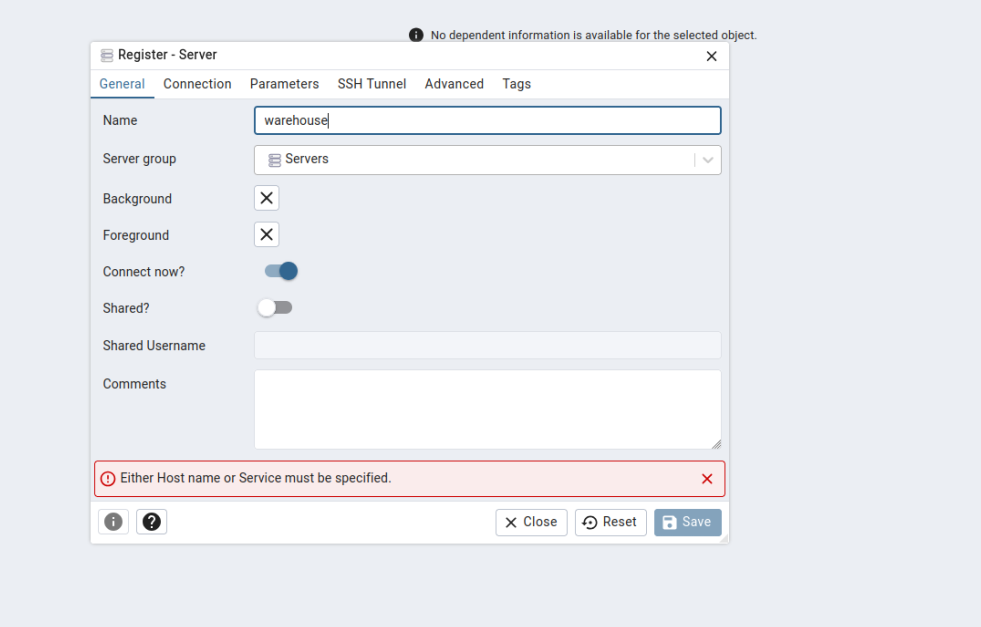 No dependent information is available for the selected object.
Register - Server
General Connection Parameters SSH Tunnel Advanced Tags
Name warehouse
Server group Servers
Background
Foreground
Connect now?
Shared?
Shared Username
Comments
Either Host name or Service must be specified.
Close Reset Save